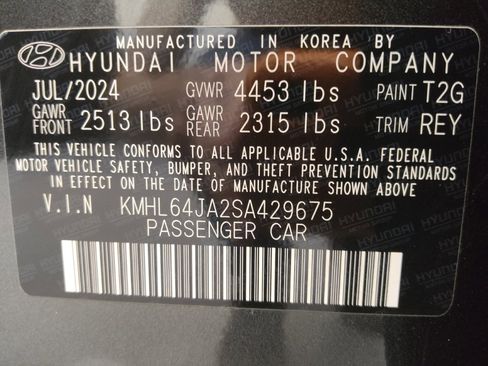 MANUFACTURED IN KOREA BY
HYUNDAI MOTOR COMPANY
JUL/2024 GVWR 4453 lbs PAINT T2G
GAWR FRONT 2513 lbs GAWR REAR 2315 lbs TRIM REY
THIS VEHICLE CONFORMS TO ALL APPLICABLE U.S.A. FEDERAL
MOTOR VEHICLE SAFETY, BUMPER, AND THEFT PREVENTION STANDARDS
IN EFFECT ON THE DATE OF MANUFACTURE SHOWN ABOVE
V.I.N KMHL64JA2SA429675
PASSENGER CAR